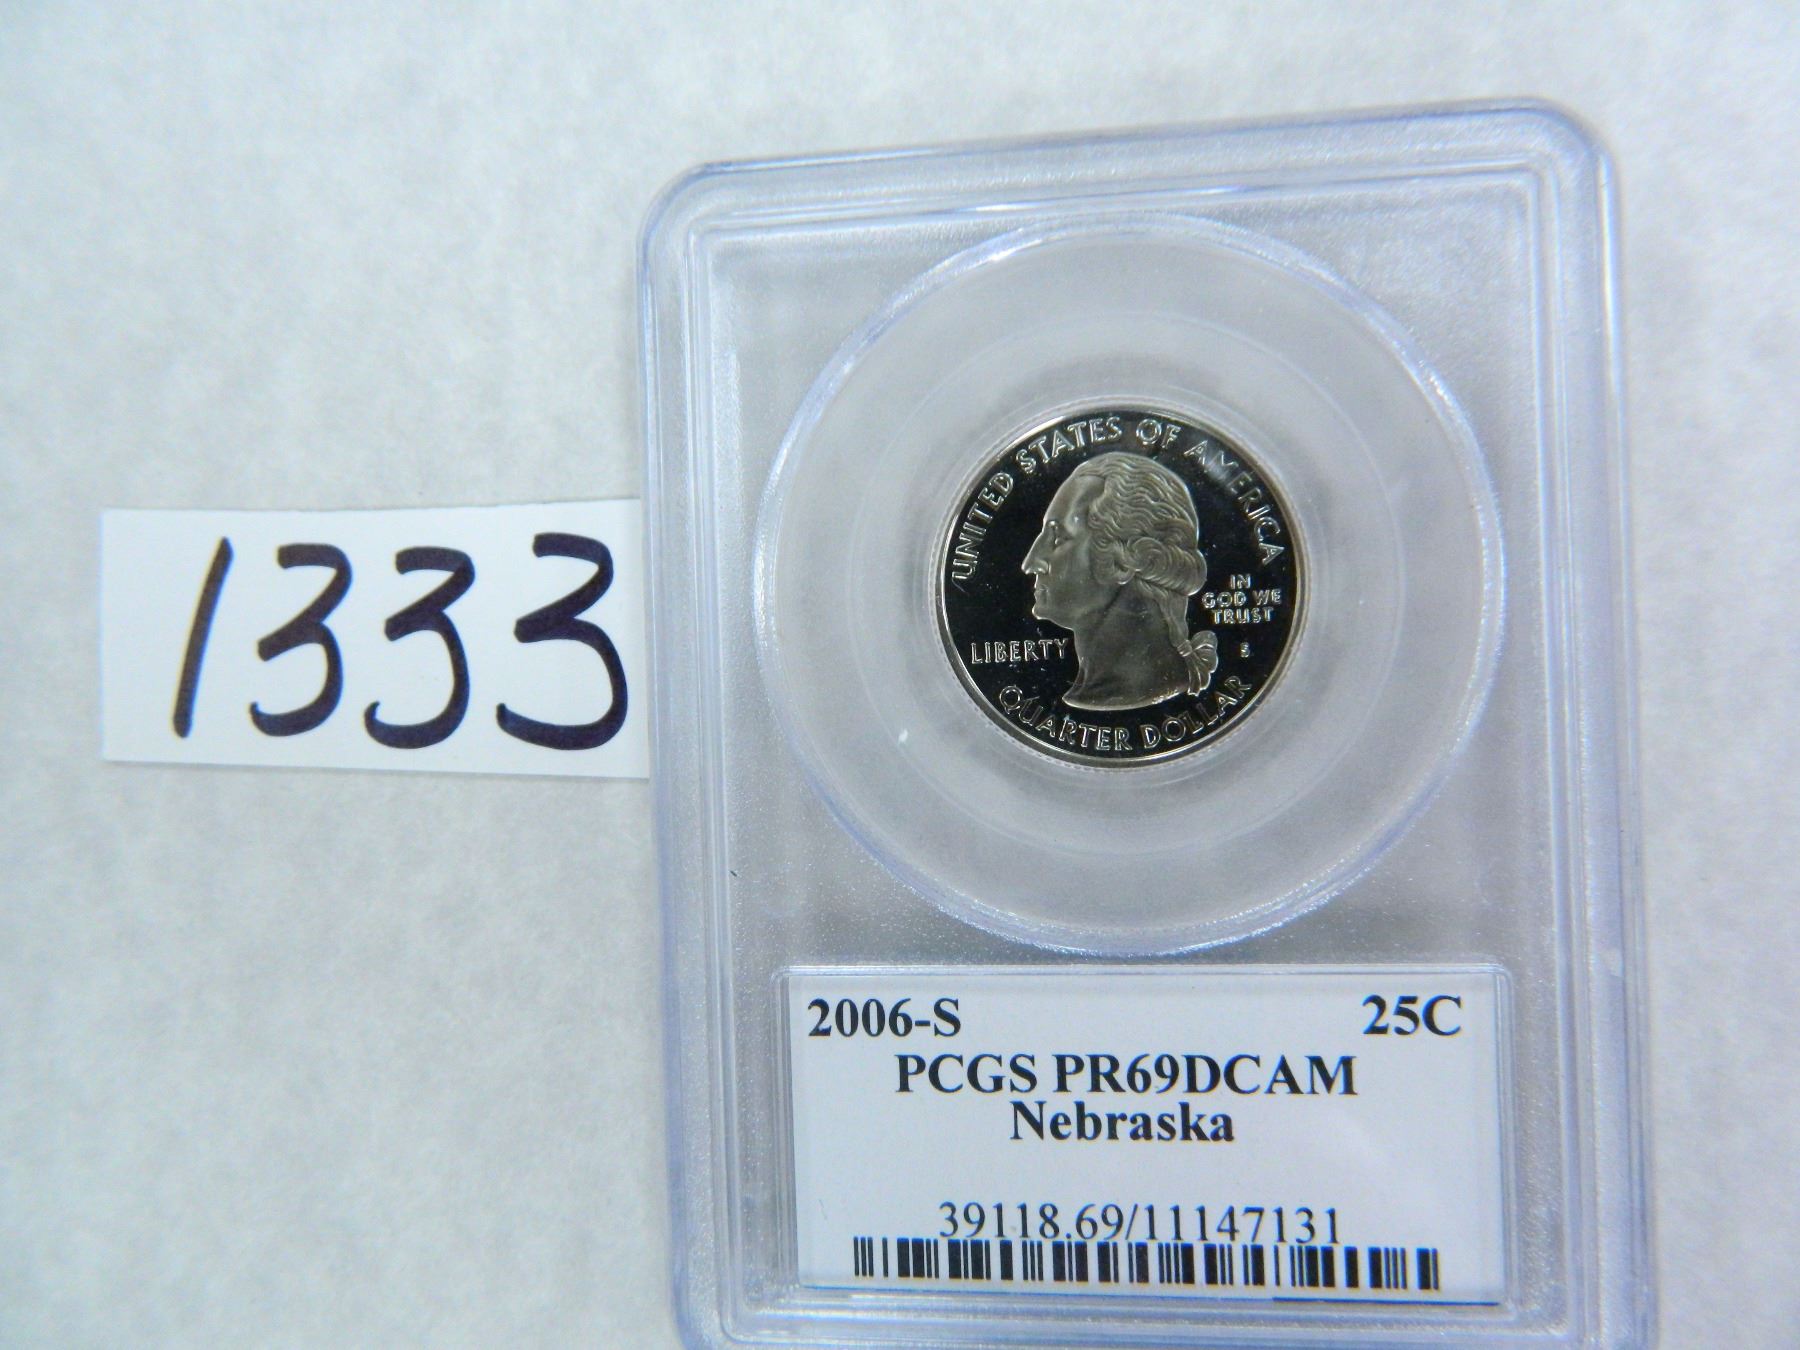 1333
UNITED STATES OF AMERICA
IN
GOD WE
TRUST
LIBERTY
S
QUARTER DOLLAR
2006-S 25C
PCGS PR69DCAM
Nebraska
39118.69/11147131